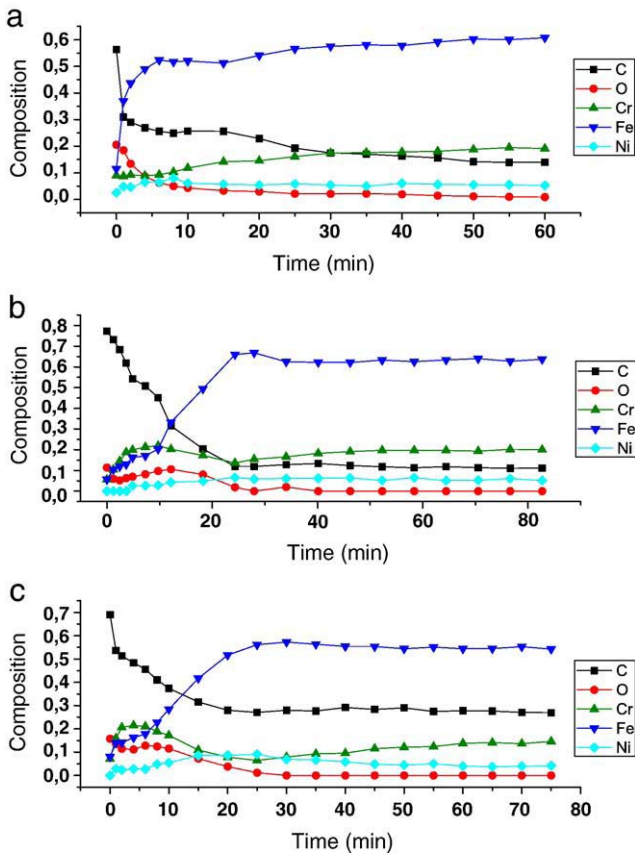 a
0,6
0,5
0,4
0,3
0,2
0,1
0,0
Composition
C
O
Cr
Fe
Ni
0 10 20 30 40 50 60
Time (min)
b
0,8
0,7
0,6
0,5
0,4
0,3
0,2
0,1
0,0
Composition
C
O
Cr
Fe
Ni
0 20 40 60 80
Time (min)
c
0,7
0,6
0,5
0,4
0,3
0,2
0,1
0,0
Composition
C
O
Cr
Fe
Ni
0 10 20 30 40 50 60 70 80
Time (min)